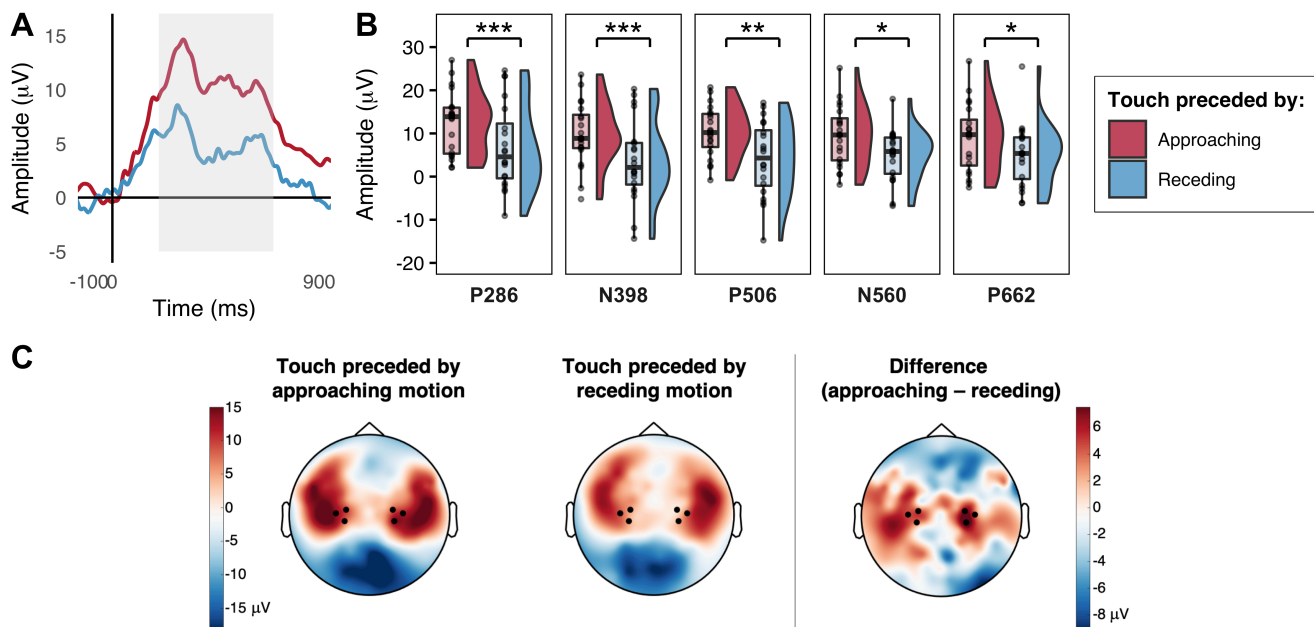 A
Amplitude (μV)
15
10
5
0
-5
-1000
900
Time (ms)
B
Amplitude (μV)
30
20
10
0
-10
-20
***
***
**
*
*
P286
N398
P506
N560
P662
Touch preceded by:
Approaching
Receding
C
Touch preceded by
approaching motion
Touch preceded by
receding motion
Difference
(approaching – receding)
15
10
5
0
-5
-10
-15 μV
6
4
2
0
-2
-4
-6
-8 μV